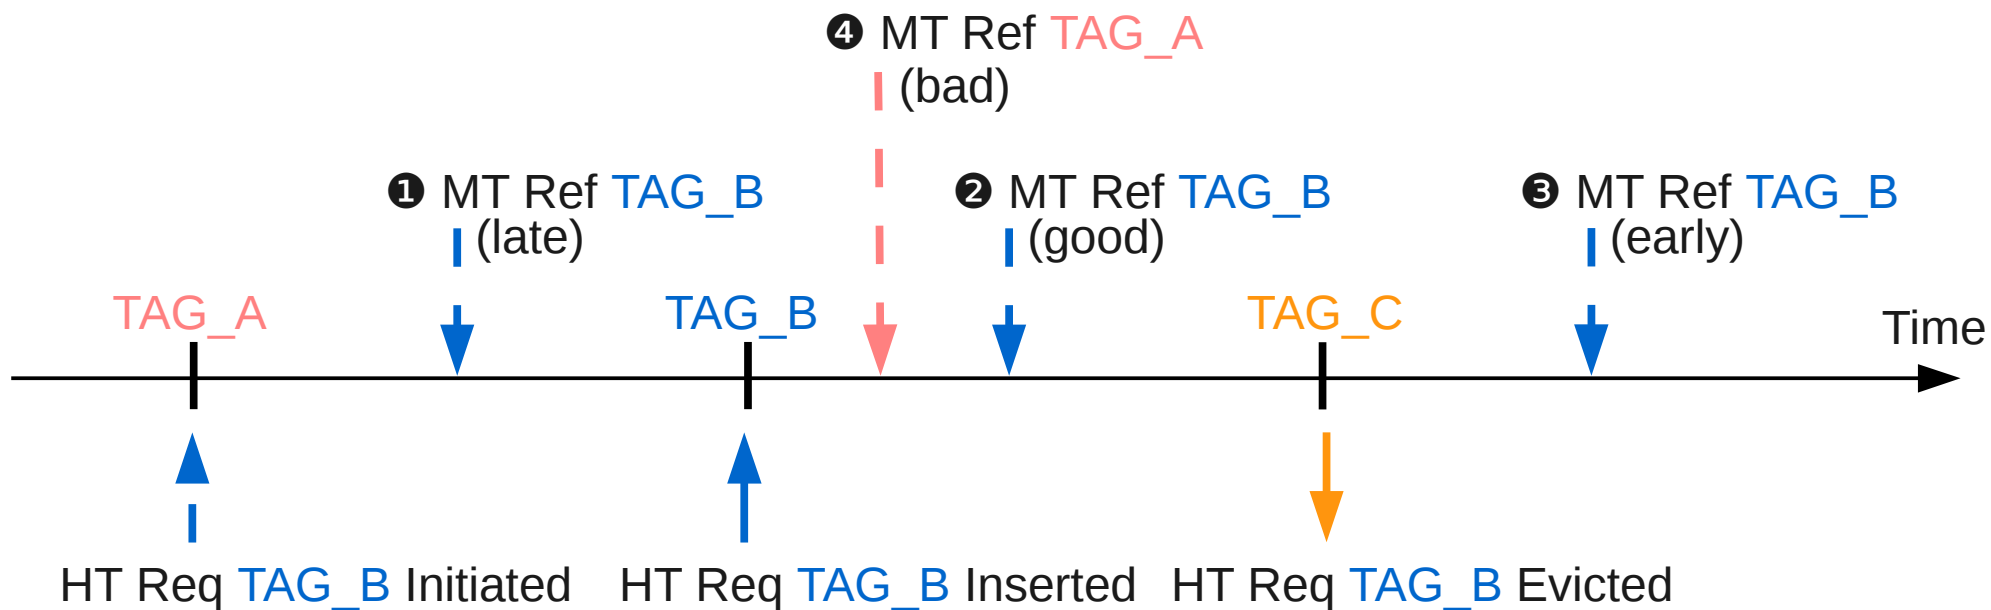 ❹ MT Ref TAG_A
(bad)
❶ MT Ref TAG_B
(late)
❷ MT Ref TAG_B
(good)
❸ MT Ref TAG_B
(early)
TAG_A
TAG_B
TAG_C
Time
HT Req TAG_B Initiated
HT Req TAG_B Inserted
HT Req TAG_B Evicted